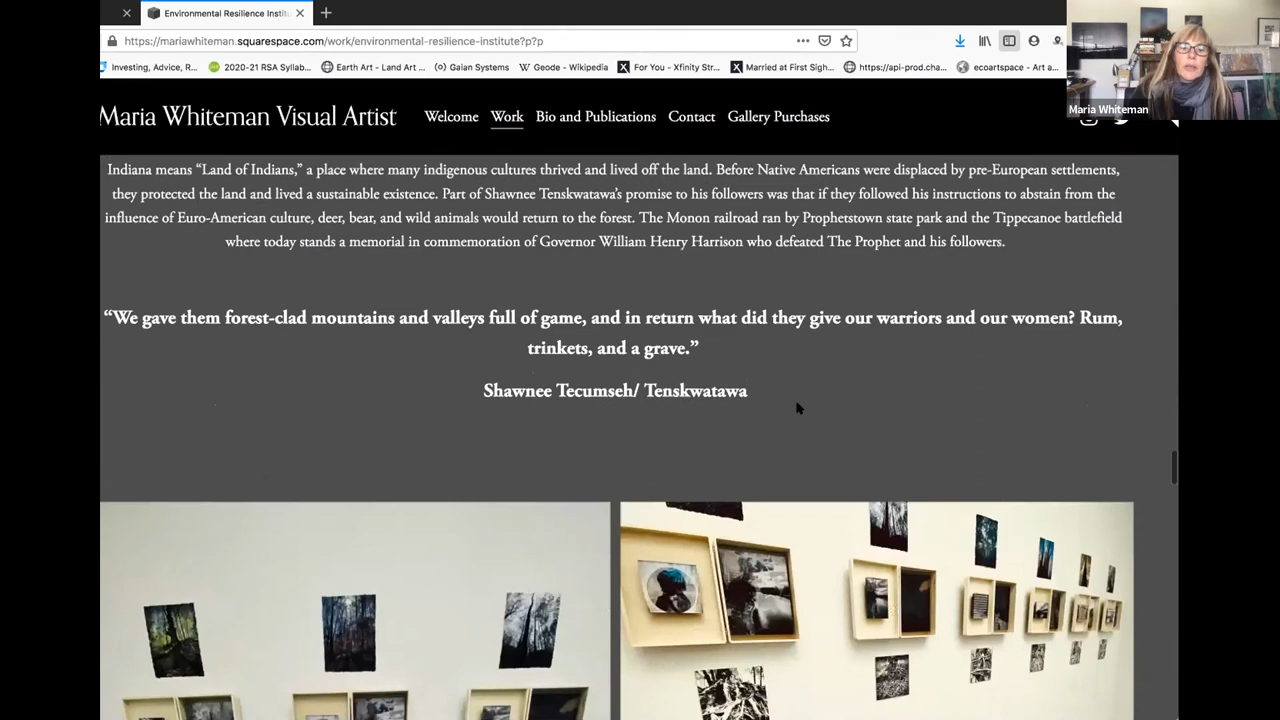 Environmental Resilience Institu
https://mariawhiteman.squarespace.com/work/environmental-resilience-institute?p?p
Investing, Advice, R...
2020-21 RSA Syllab...
Earth Art - Land Art ...
Gaian Systems
Geode - Wikipedia
For You - Xfinity Str...
Married at First Sigh...
https://api-prod.cha...
ecoartspace - Art a...
Maria Whiteman
Maria Whiteman Visual Artist
Welcome
Work
Bio and Publications
Contact
Gallery Purchases
Indiana means “Land of Indians,” a place where many indigenous cultures thrived and lived off the land. Before Native Americans were displaced by pre-European settlements,
they protected the land and lived a sustainable existence. Part of Shawnee Tenskwatawa’s promise to his followers was that if they followed his instructions to abstain from the
influence of Euro-American culture, deer, bear, and wild animals would return to the forest. The Monon railroad ran by Prophetstown state park and the Tippecanoe battlefield
where today stands a memorial in commemoration of Governor William Henry Harrison who defeated The Prophet and his followers.
“We gave them forest-clad mountains and valleys full of game, and in return what did they give our warriors and our women? Rum,
trinkets, and a grave.”
Shawnee Tecumseh/ Tenskwatawa